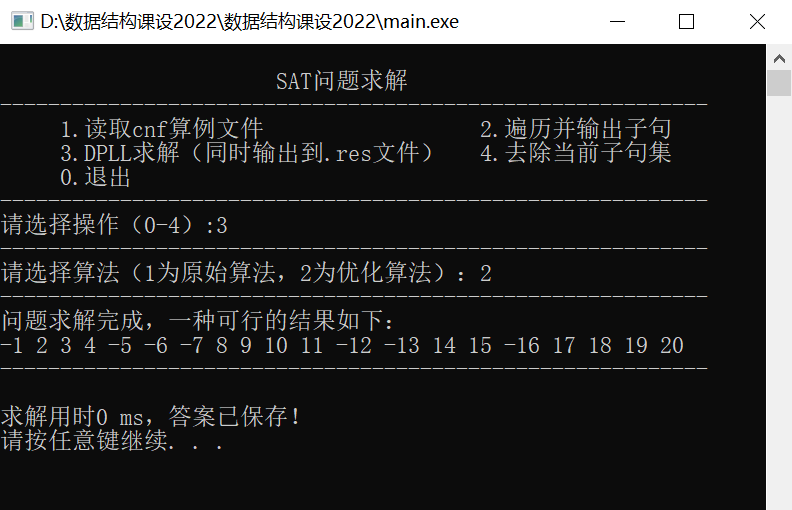 D:\数据结构课设2022\数据结构课设2022\main.exe
SAT问题求解
-----------------------------------------------------------
1.读取cnf算例文件 2.遍历并输出子句
3.DPLL求解（同时输出到.res文件） 4.去除当前子句集
0.退出
-----------------------------------------------------------
请选择操作（0-4）:3
-----------------------------------------------------------
请选择算法（1为原始算法，2为优化算法）: 2
-----------------------------------------------------------
问题求解完成，一种可行的结果如下:
-1 2 3 4 -5 -6 -7 8 9 10 11 -12 -13 14 15 -16 17 18 19 20
-----------------------------------------------------------
求解用时0 ms，答案已保存！
请按任意键继续. . .